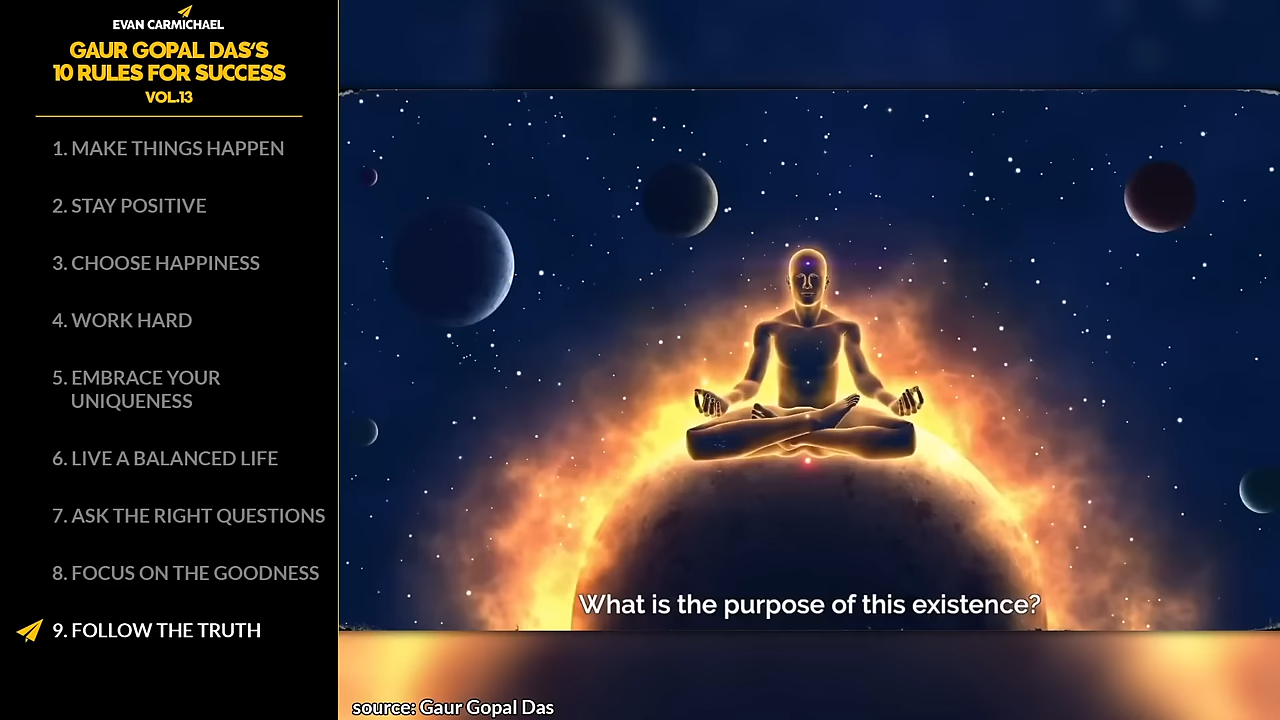 EVAN CARMICHAEL
GAUR GOPAL DAS'S
10 RULES FOR SUCCESS
VOL.13
1. MAKE THINGS HAPPEN
2. STAY POSITIVE
3. CHOOSE HAPPINESS
4. WORK HARD
5. EMBRACE YOUR
UNIQUENESS
6. LIVE A BALANCED LIFE
7. ASK THE RIGHT QUESTIONS
8. FOCUS ON THE GOODNESS
9. FOLLOW THE TRUTH
What is the purpose of this existence?
source: Gaur Gopal Das